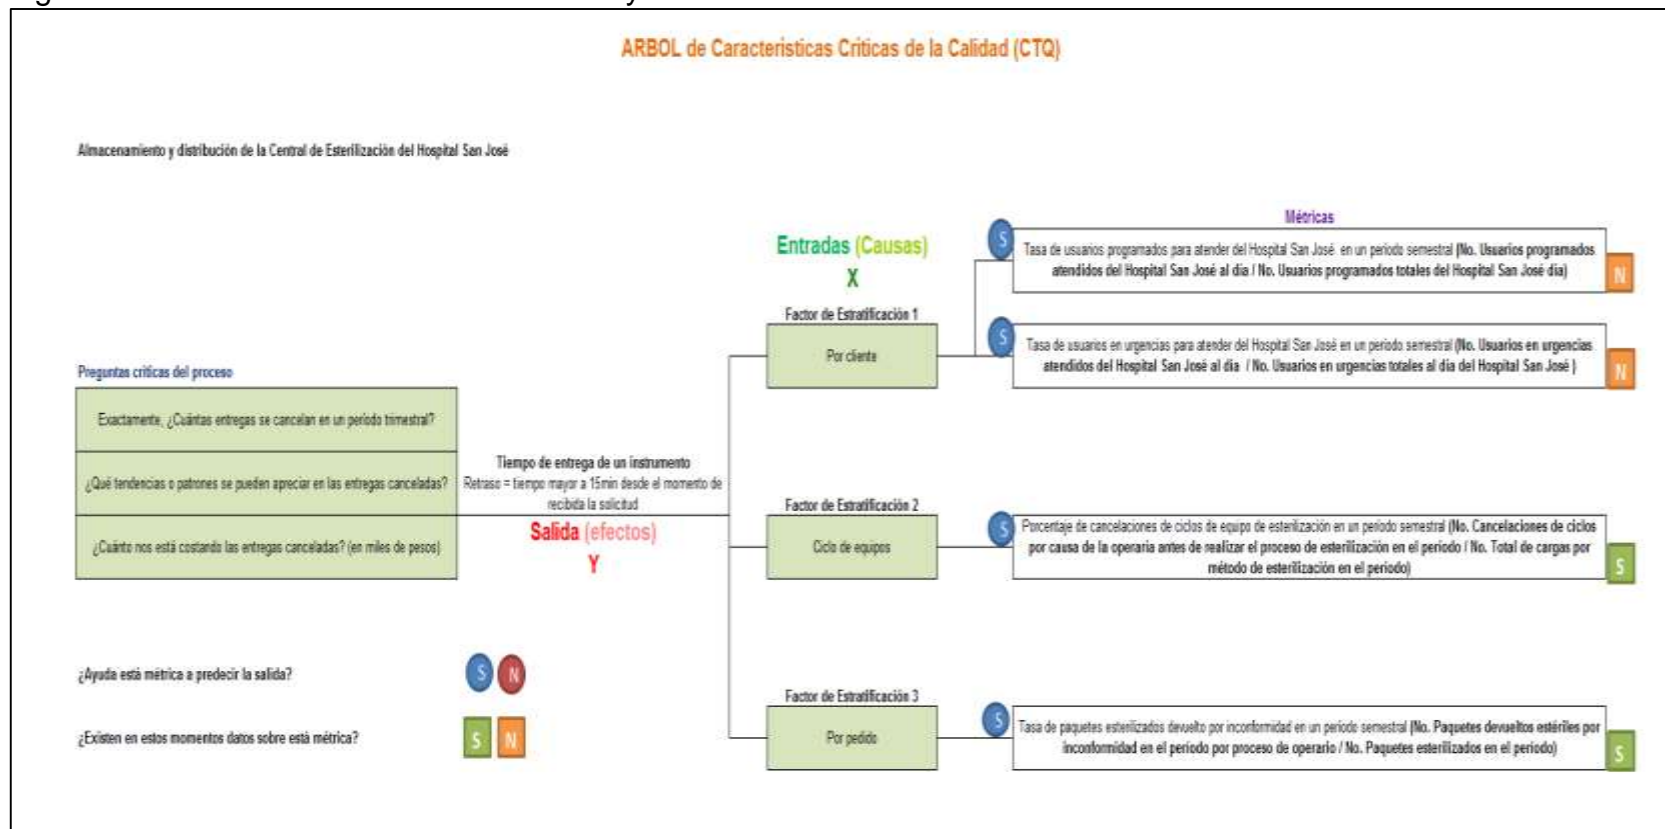 ARBOL de Caracteristicas Criticas de la Calidad (CTQ)
Almacenamiento y distribución de la Central de Esterilización del Hospital San José
Preguntas criticas del proceso
Exactamente, ¿Cuántas entregas se cancelan en un período trimestral?
¿Qué tendencias o patrones se pueden apreciar en las entregas canceladas?
¿Cuánto nos está costando las entregas canceladas? (en miles de pesos)
Tiempo de entrega de un instrumento
Retraso = tiempo mayor a 15min desde el momento de
recibida la solicitud
Salida (efectos)
Y
Entradas (Causas)
X
Factor de Estratificación 1
Por cliente
Factor de Estratificación 2
Ciclo de equipos
Factor de Estratificación 3
Por pedido
Métricas
S
Tasa de usuarios programados para atender del Hospital San José en un periodo semestral (No. Usuarios programados
atendidos del Hospital San José al día / No. Usuarios programados totales del Hospital San José día)
N
S
Tasa de usuarios en urgencias para atender del Hospital San José en un periodo semestral (No. Usuarios en urgencias
atendidos del Hospital San José al día / No. Usuarios en urgencias totales al dia del Hospital San José )
N
S
Porcentaje de cancelaciones de ciclos de equipo de esterilización en un periodo semestral (No. Cancelaciones de ciclos
por causa de la operaria antes de realizar el proceso de esterilización en el periodo / No. Total de cargas por
método de esterilización en el periodo)
S
S
Tasa de paquetes esterilizados devuelto por inconformidad en un periodo semestral (No. Paquetes devueltos estériles por
inconformidad en el período por proceso de operario / No. Paquetes esterilizados en el periodo)
S
¿Ayuda está métrica a predecir la salida?
S N
¿Existen en estos momentos datos sobre está métrica?
S N